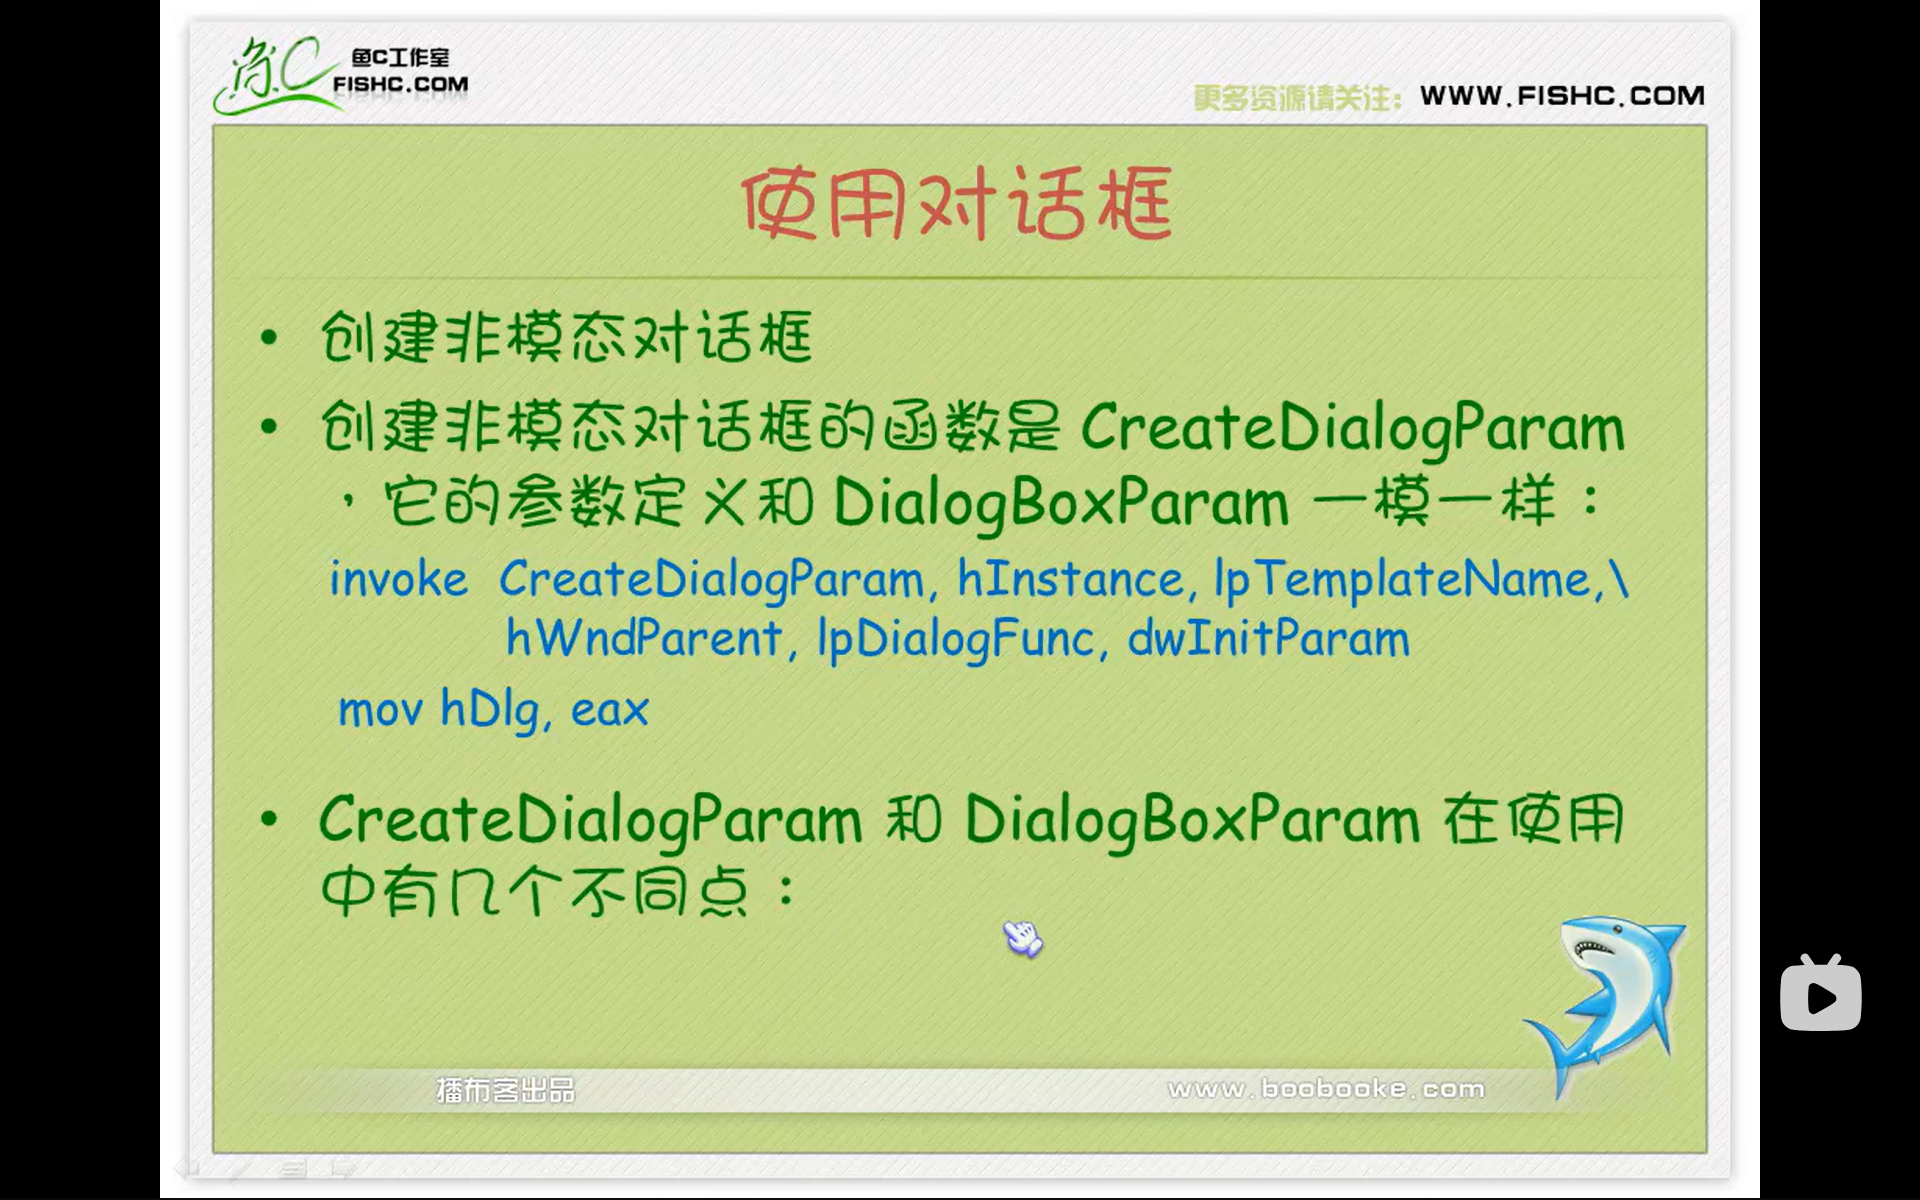 鱼C工作室
FISHC.COM
更多资源请关注: WWW.FISHC.COM
使用对话框
• 创建非模态对话框
• 创建非模态对话框的函数是 CreateDialogParam
，它的参数定义和 DialogBoxParam 一模一样：
invoke CreateDialogParam, hInstance, lpTemplateName,\
hWndParent, lpDialogFunc, dwInitParam
mov hDlg, eax
• CreateDialogParam 和 DialogBoxParam 在使用
中有几个不同点：
播布客出品 www.boobooke.com